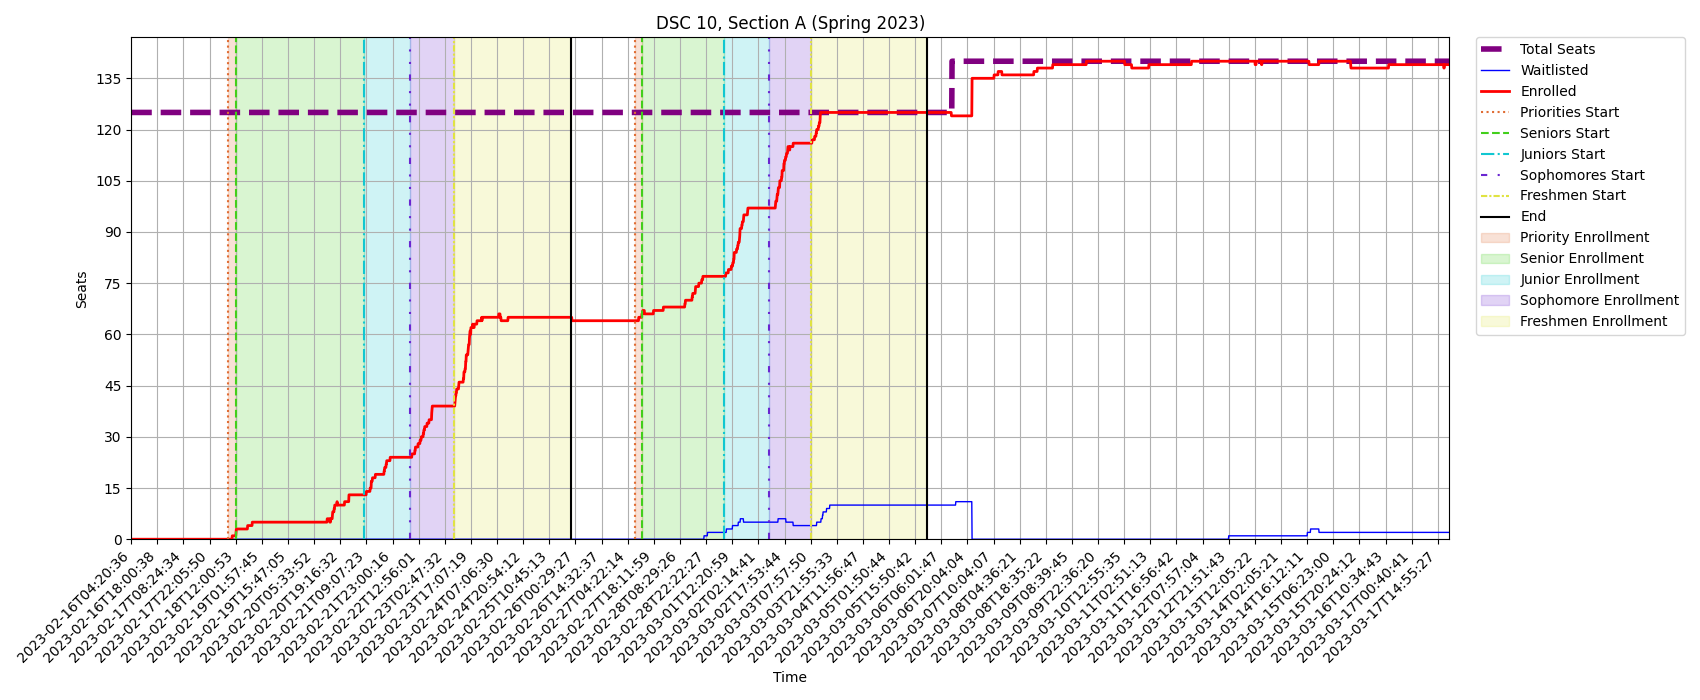 DSC 10, Section A (Spring 2023)
Seats
135
120
105
90
75
60
45
30
15
0
2023-02-16T04:20:36
2023-02-16T18:00:38
2023-02-17T08:24:34
2023-02-17T22:05:50
2023-02-18T12:00:53
2023-02-19T01:57:45
2023-02-19T15:47:05
2023-02-20T05:33:52
2023-02-20T19:16:32
2023-02-21T09:07:23
2023-02-21T23:00:16
2023-02-22T12:56:01
2023-02-23T02:47:32
2023-02-23T17:17:19
2023-02-24T07:06:30
2023-02-24T20:54:12
2023-02-25T10:45:13
2023-02-26T00:29:27
2023-02-26T14:32:37
2023-02-27T04:22:14
2023-02-27T18:11:59
2023-02-28T08:29:26
2023-02-28T22:22:27
2023-03-01T12:20:59
2023-03-02T02:14:41
2023-03-02T17:53:44
2023-03-03T07:57:50
2023-03-03T21:55:33
2023-03-04T11:56:47
2023-03-05T01:50:44
2023-03-05T15:50:42
2023-03-06T06:01:47
2023-03-06T20:04:04
2023-03-07T10:04:07
2023-03-08T04:36:21
2023-03-08T18:35:22
2023-03-09T08:39:45
2023-03-09T22:36:20
2023-03-10T12:55:35
2023-03-11T02:51:13
2023-03-11T16:56:42
2023-03-12T07:57:04
2023-03-12T21:51:43
2023-03-13T12:05:22
2023-03-14T02:05:21
2023-03-14T16:12:11
2023-03-15T06:23:00
2023-03-15T20:24:12
2023-03-16T10:34:43
2023-03-17T00:40:41
2023-03-17T14:55:27
Time
Total Seats
Waitlisted
Enrolled
Priorities Start
Seniors Start
Juniors Start
Sophomores Start
Freshmen Start
End
Priority Enrollment
Senior Enrollment
Junior Enrollment
Sophomore Enrollment
Freshmen Enrollment